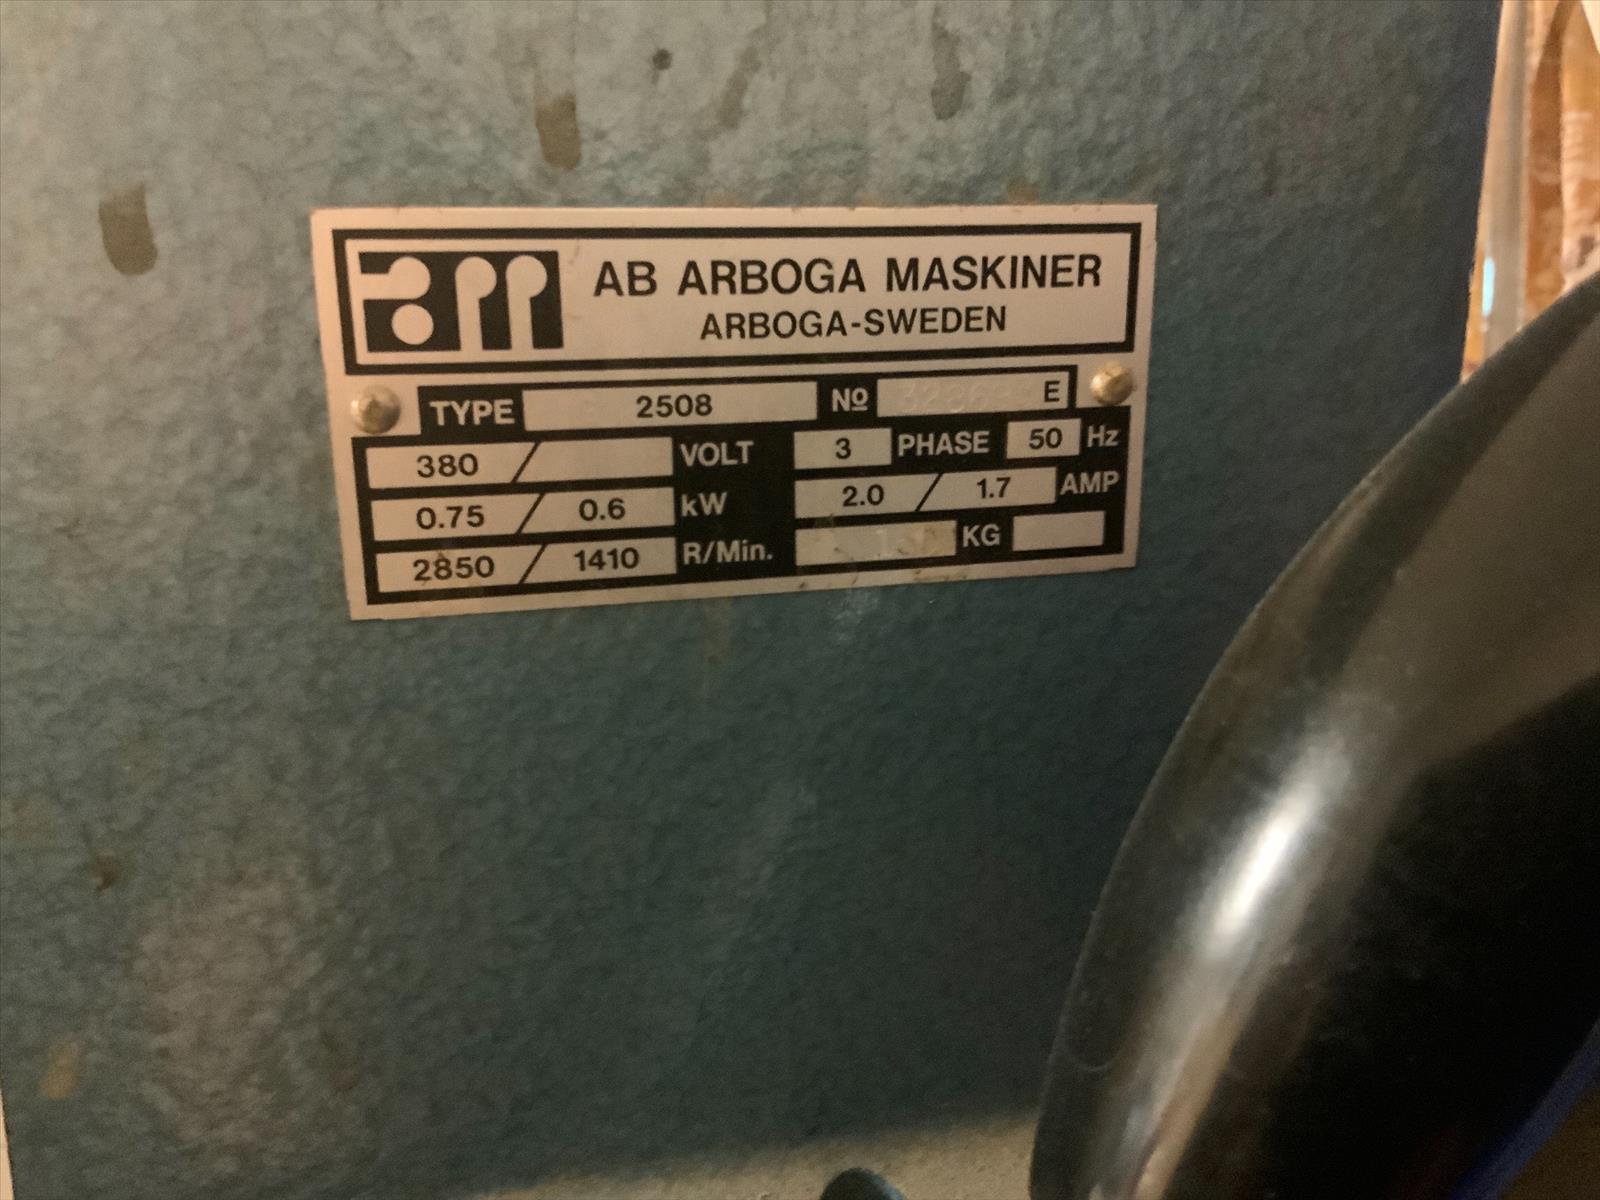 am AB ARBOGA MASKINER
ARBOGA-SWEDEN
TYPE 2508 Nº E
380 / VOLT 3 PHASE 50 Hz
0.75 / 0.6 kW 2.0 / 1.7 AMP
2850 / 1410 R/Min. KG